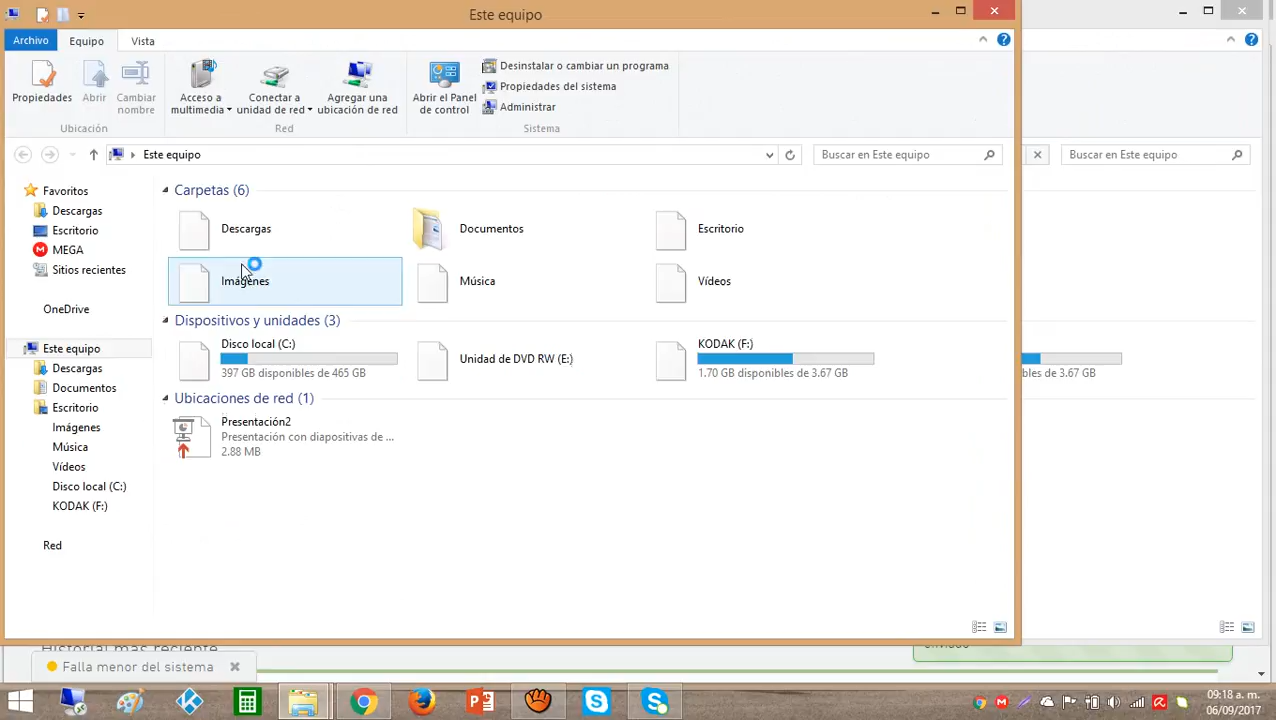 Este equipo
Archivo Equipo Vista
Propiedades Abrir Cambiar nombre
Ubicación
Acceso a multimedia Conectar a unidad de red Agregar una ubicación de red
Red
Abrir el Panel de control
Desinstalar o cambiar un programa
Propiedades del sistema
Administrar
Sistema
Este equipo
Buscar en Este equipo
Buscar en Este equipo
Favoritos
Descargas
Escritorio
MEGA
Sitios recientes
OneDrive
Este equipo
Descargas
Documentos
Escritorio
Imágenes
Música
Vídeos
Disco local (C:)
KODAK (F:)
Red
Carpetas (6)
Descargas Documentos Escritorio
Imágenes Música Vídeos
Dispositivos y unidades (3)
Disco local (C:)
397 GB disponibles de 465 GB
Unidad de DVD RW (E:)
KODAK (F:)
1.70 GB disponibles de 3.67 GB
bles de 3.67 GB
Ubicaciones de red (1)
Presentación2
Presentación con diapositivas de ...
2.88 MB
Historial más reciente
enviado
Falla menor del sistema
09:18 a. m.
06/09/2017